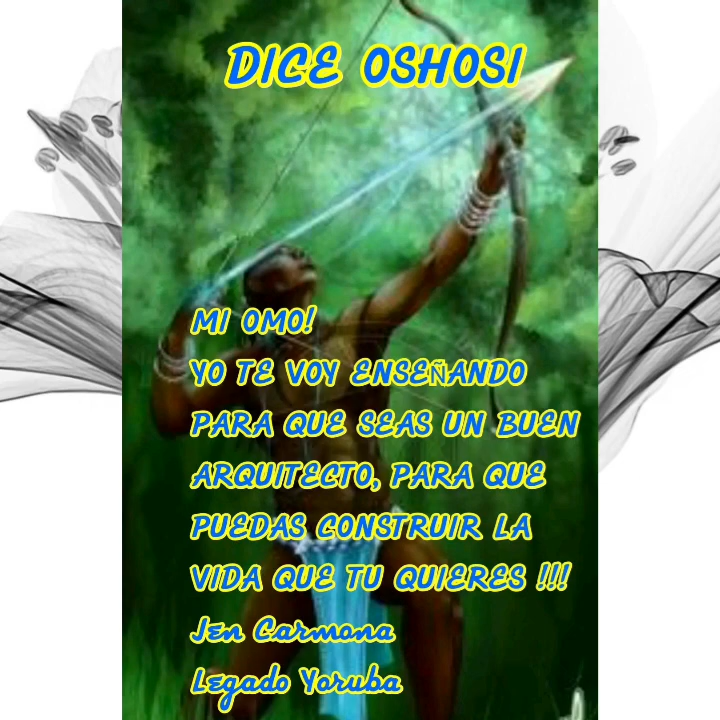 DICE OSHOSI
MI OMO!
YO TE VOY ENSEÑANDO
PARA QUE SEAS UN BUEN
ARQUITECTO, PARA QUE
PUEDAS CONSTRUIR LA
VIDA QUE TU QUIERES !!!
Jen Carmona
Legado Yoruba